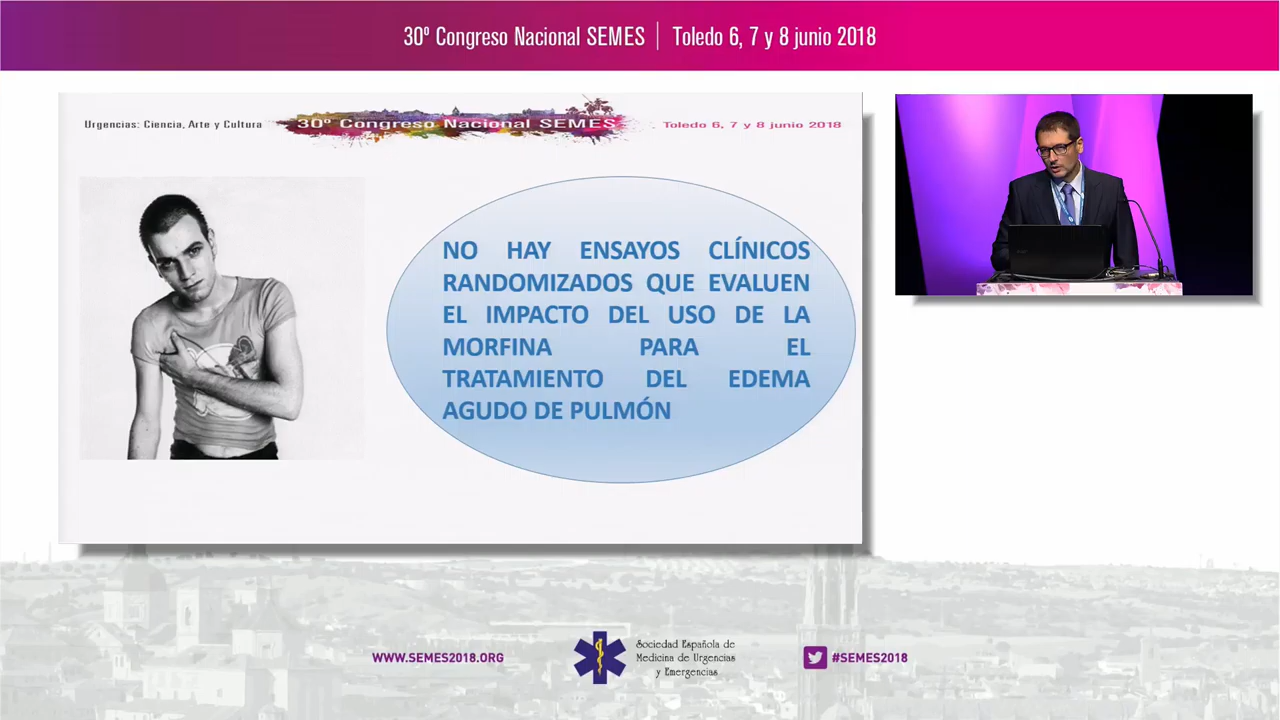 30º Congreso Nacional SEMES | Toledo 6, 7 y 8 junio 2018
Urgencias: Ciencia, Arte y Cultura
30º Congreso Nacional SEMES
Toledo 6, 7 y 8 junio 2018
NO HAY ENSAYOS CLÍNICOS
RANDOMIZADOS QUE EVALUEN
EL IMPACTO DEL USO DE LA
MORFINA PARA EL
TRATAMIENTO DEL EDEMA
AGUDO DE PULMÓN
WWW.SEMES2018.ORG
Sociedad Española de
Medicina de Urgencias
y Emergencias
#SEMES2018